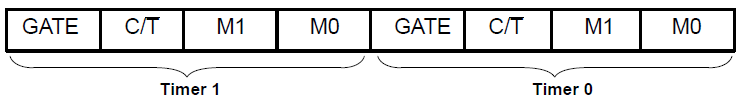 GATE C/T̅ M1 M0 GATE C/T̅ M1 M0
Timer 1 Timer 0